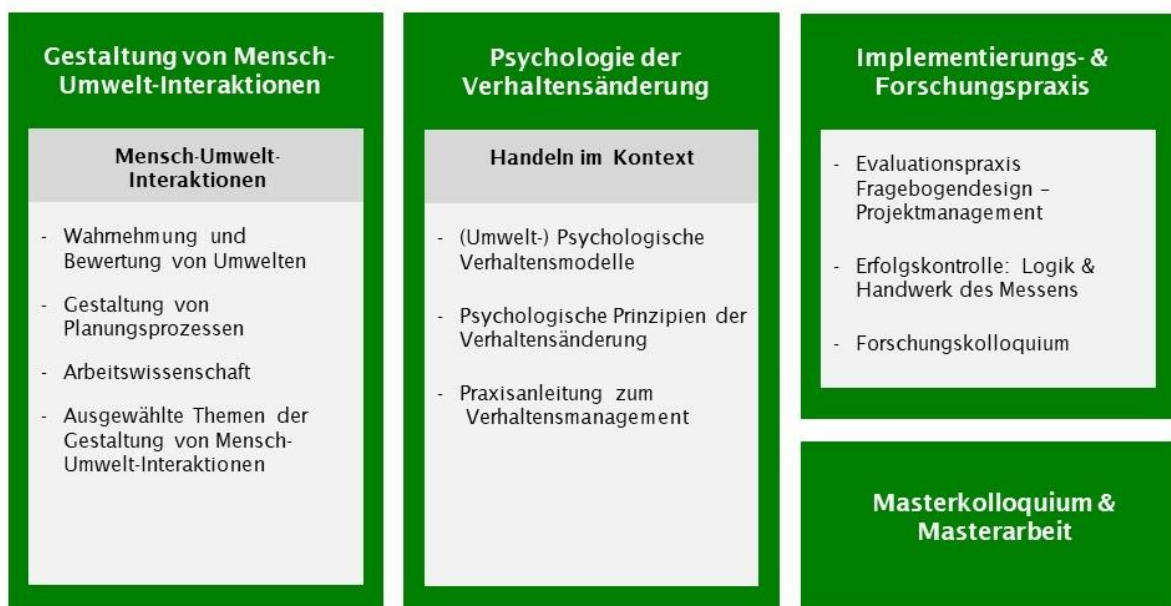 Gestaltung von Mensch-
Umwelt-Interaktionen
Mensch-Umwelt-
Interaktionen
- Wahrnehmung und
Bewertung von Umwelten
- Gestaltung von
Planungsprozessen
- Arbeitswissenschaft
- Ausgewählte Themen der
Gestaltung von Mensch-
Umwelt-Interaktionen
Psychologie der
Verhaltensänderung
Handeln im Kontext
- (Umwelt-) Psychologische
Verhaltensmodelle
- Psychologische Prinzipien der
Verhaltensänderung
- Praxisanleitung zum
Verhaltensmanagement
Implementierungs- &
Forschungspraxis
- Evaluationspraxis
Fragebogendesign –
Projektmanagement
- Erfolgskontrolle: Logik &
Handwerk des Messens
- Forschungskolloquium
Masterkolloquium &
Masterarbeit